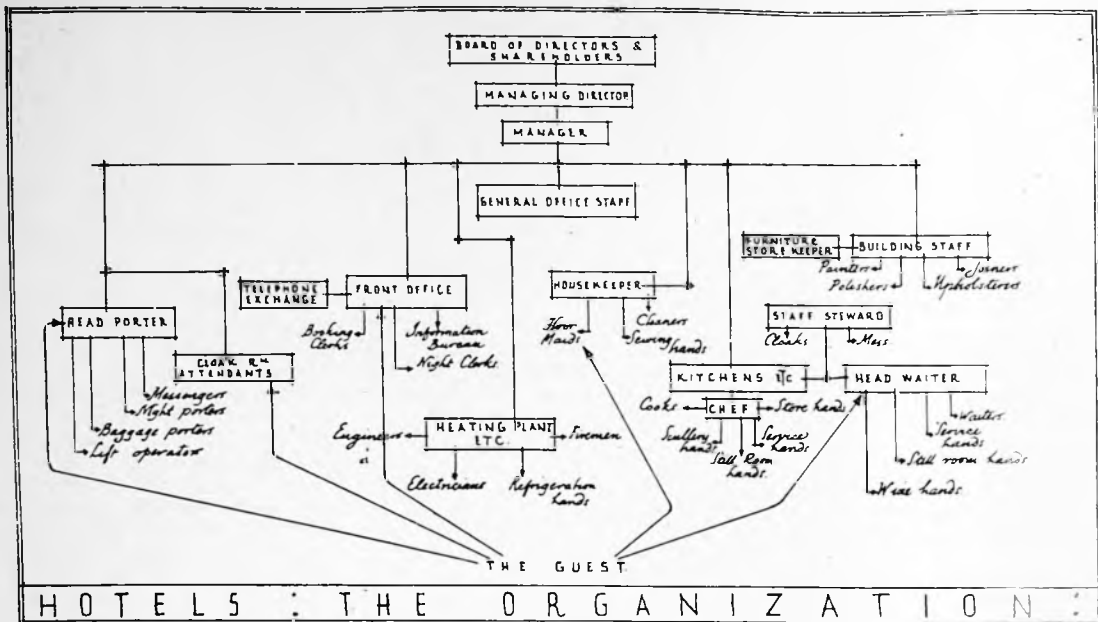 BOARD OF DIRECTORS &
SHAREHOLDERS
MANAGING DIRECTOR
MANAGER
GENERAL OFFICE STAFF
FURNITURE
STORE KEEPER
BUILDING STAFF
Painters
Polishers
Joiners
Upholsterers
TELEPHONE
EXCHANGE
FRONT OFFICE
Booking
Clerks
Information
Bureau
Night Clerks
HOUSEKEEPER
Floor
Maids
Cleaners
Sewing
hands
STAFF STEWARD
Cloaks
Mess
HEAD PORTER
CLOAK RM
ATTENDANTS
Messengers
Night porters
Baggage porters
Lift operator
KITCHENS ETC
HEAD WAITER
Cooks
CHEF
Store hands
Scullery
hands
Still Room
hands
Service
hands
Waiters
Service
hands
Still room hands
Wine hands
HEATING PLANT
ETC.
Engineers
Firemen
Electricians
Refrigeration
hands
THE GUEST
HOTELS : THE ORGANIZATION :